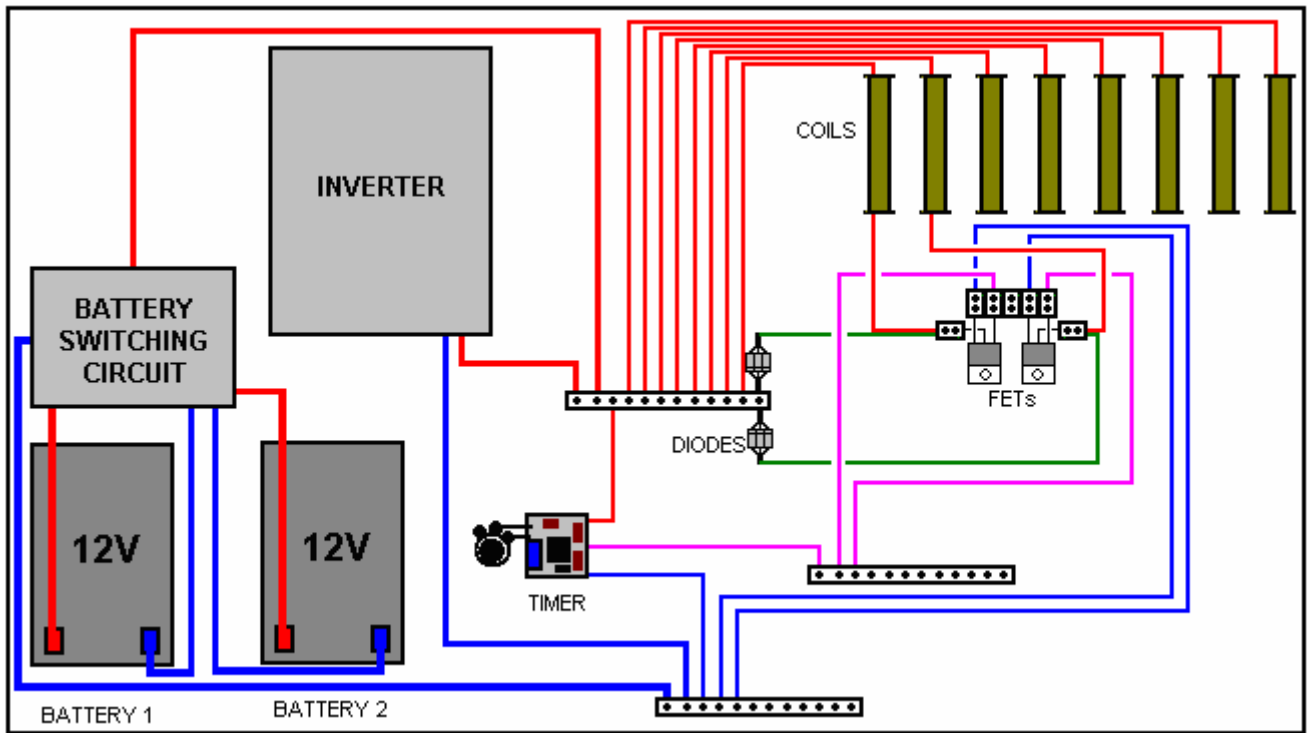 COILS
INVERTER
BATTERY
SWITCHING
CIRCUIT
FETs
DIODES
12V
12V
TIMER
BATTERY 1
BATTERY 2